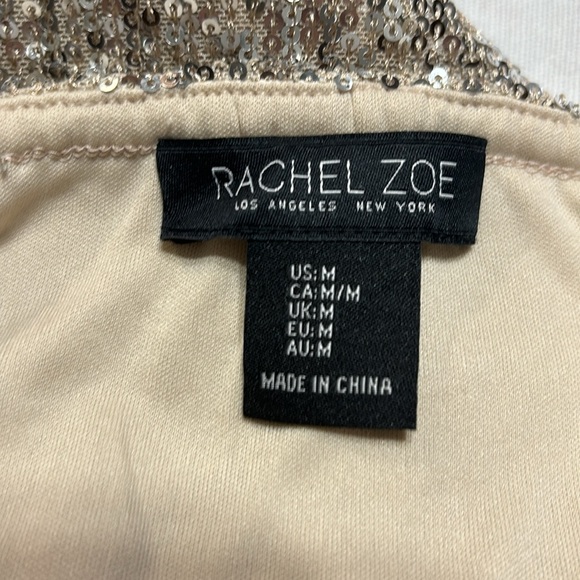 RACHEL ZOE
LOS ANGELES NEW YORK
US: M
CA: M/M
UK: M
EU: M
AU: M
MADE IN CHINA